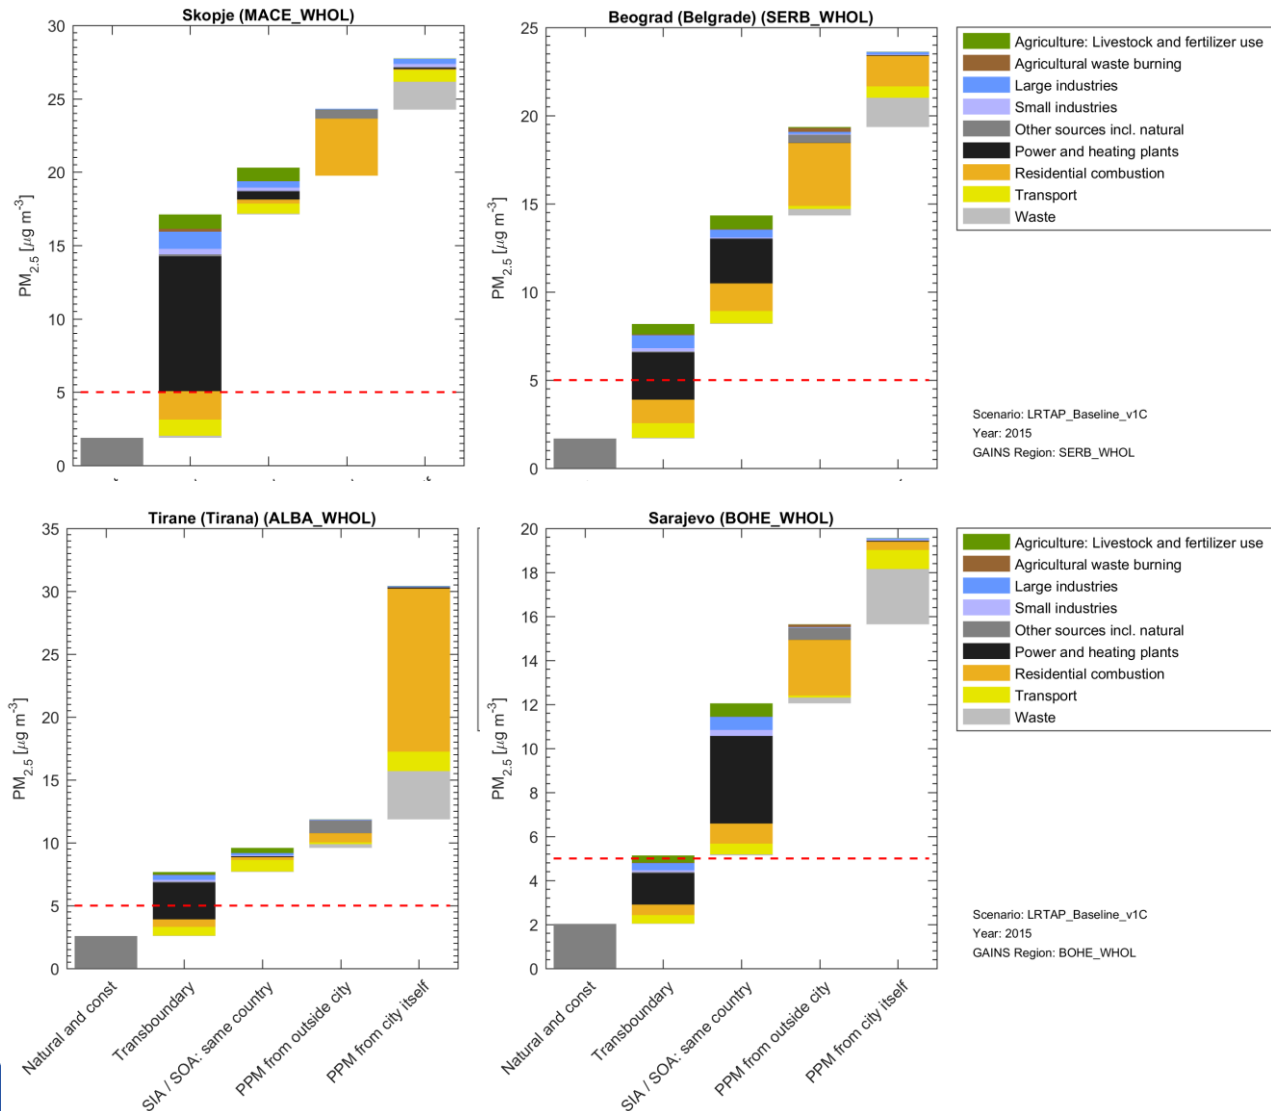 Skopje (MACE_WHOL)
30
25
20
15
10
5
0
PM2.5 [μg m-3]
Beograd (Belgrade) (SERB_WHOL)
25
20
15
10
5
0
PM2.5 [μg m-3]
Agriculture: Livestock and fertilizer use
Agricultural waste burning
Large industries
Small industries
Other sources incl. natural
Power and heating plants
Residential combustion
Transport
Waste
Scenario: LRTAP_Baseline_v1C
Year: 2015
GAINS Region: SERB_WHOL
Tirane (Tirana) (ALBA_WHOL)
35
30
25
20
15
10
5
0
PM2.5 [μg m-3]
Natural and const
Transboundary
SIA / SOA: same country
PPM from outside city
PPM from city itself
Sarajevo (BOHE_WHOL)
20
18
16
14
12
10
8
6
4
2
0
PM2.5 [μg m-3]
Natural and const
Transboundary
SIA / SOA: same country
PPM from outside city
PPM from city itself
Agriculture: Livestock and fertilizer use
Agricultural waste burning
Large industries
Small industries
Other sources incl. natural
Power and heating plants
Residential combustion
Transport
Waste
Scenario: LRTAP_Baseline_v1C
Year: 2015
GAINS Region: BOHE_WHOL